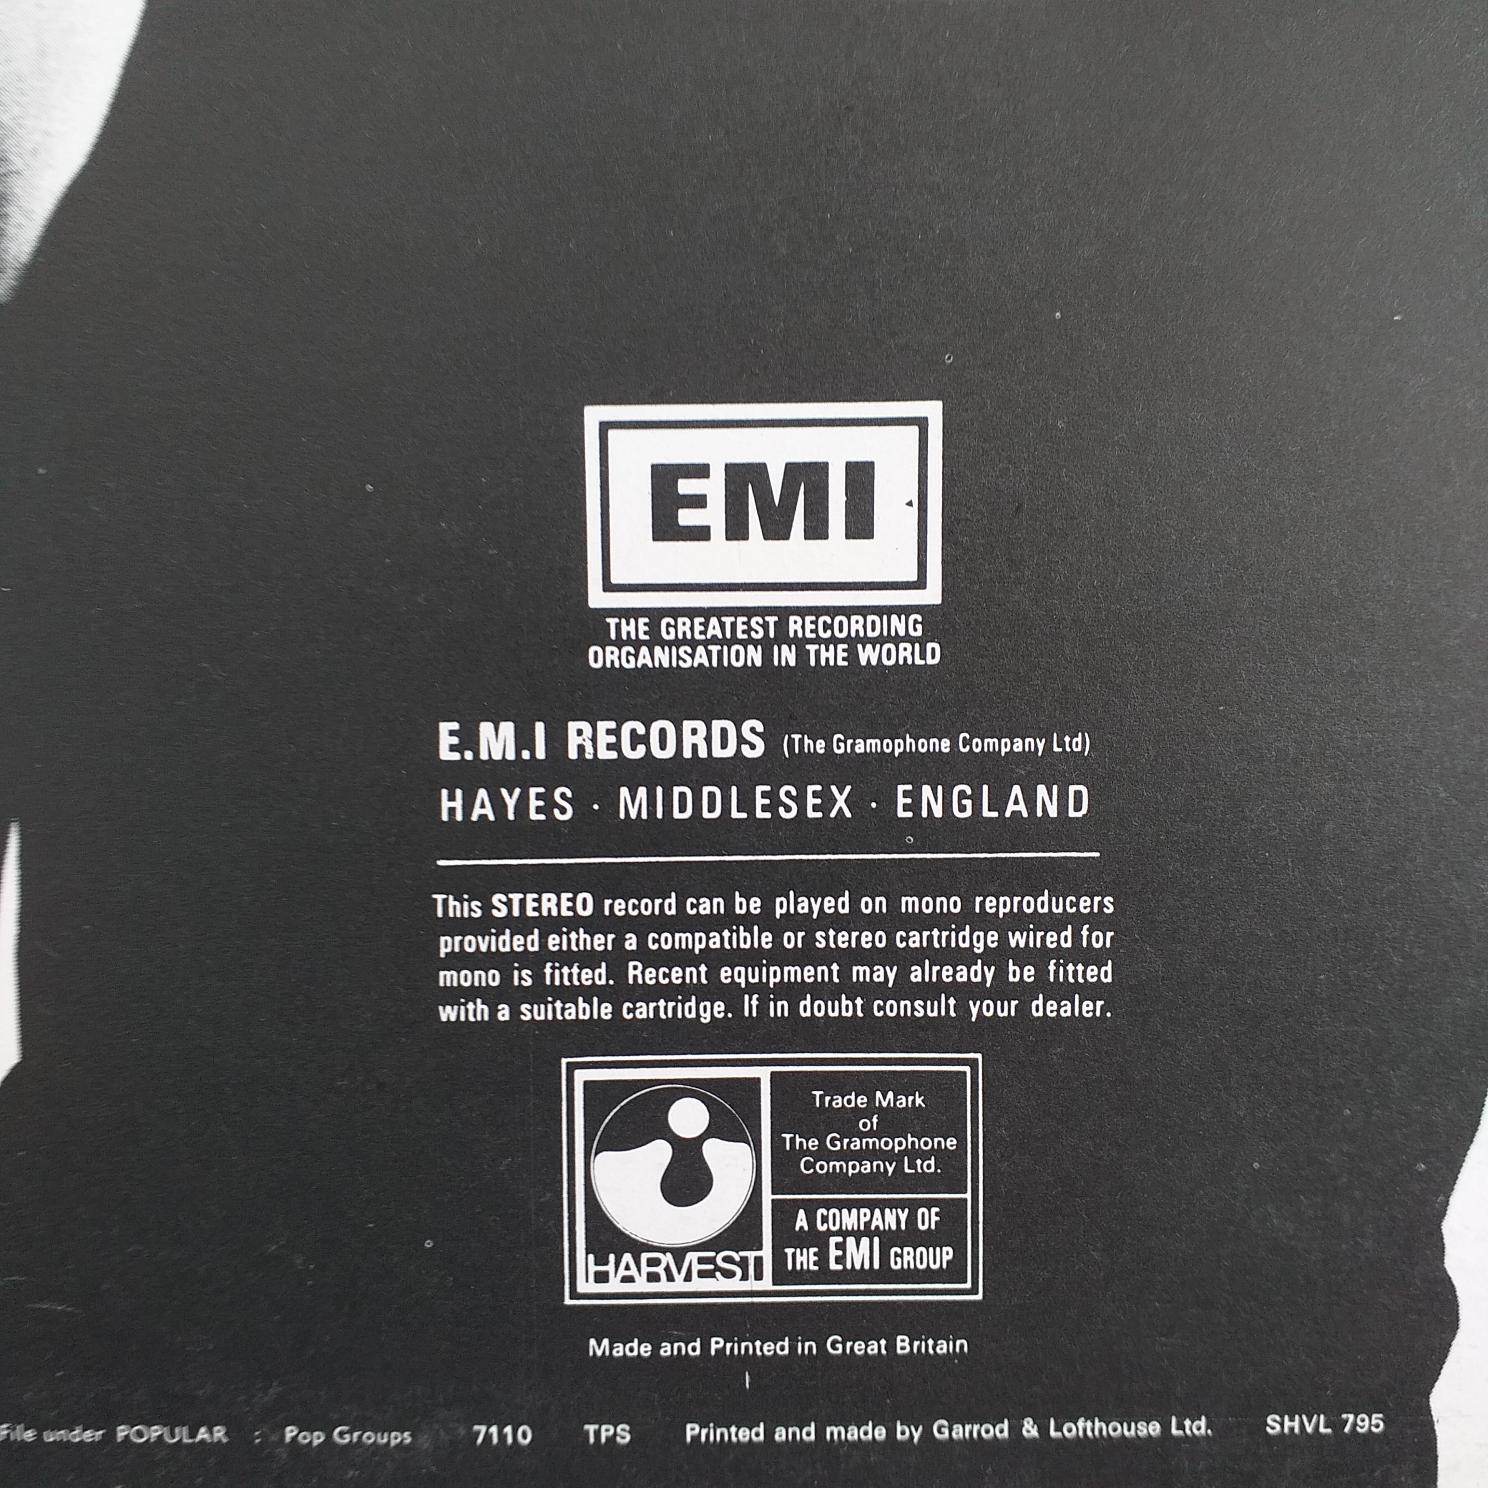 EMI
THE GREATEST RECORDING
ORGANISATION IN THE WORLD
E.M.I RECORDS (The Gramophone Company Ltd)
HAYES · MIDDLESEX · ENGLAND
This STEREO record can be played on mono reproducers
provided either a compatible or stereo cartridge wired for
mono is fitted. Recent equipment may already be fitted
with a suitable cartridge. If in doubt consult your dealer.
HARVEST
Trade Mark
of
The Gramophone
Company Ltd.
A COMPANY OF
THE EMI GROUP
Made and Printed in Great Britain
File under POPULAR : Pop Groups 7110 TPS Printed and made by Garrod & Lofthouse Ltd. SHVL 795